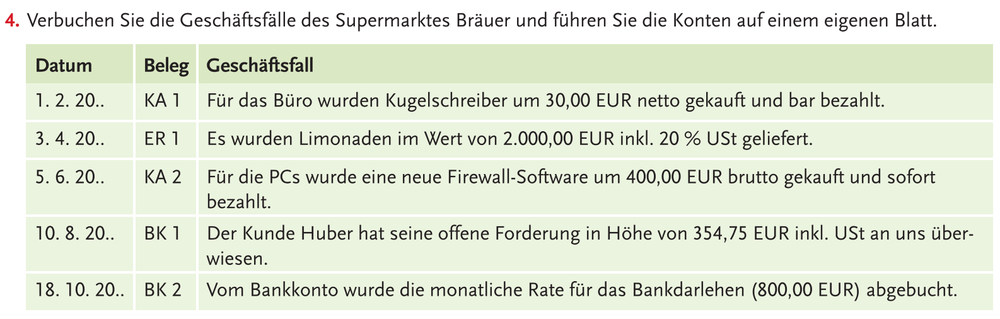 4. Verbuchen Sie die Geschäftsfälle des Supermarktes Bräuer und führen Sie die Konten auf einem eigenen Blatt.
Datum Beleg Geschäftsfall
1. 2. 20.. KA 1 Für das Büro wurden Kugelschreiber um 30,00 EUR netto gekauft und bar bezahlt.
3. 4. 20.. ER 1 Es wurden Limonaden im Wert von 2.000,00 EUR inkl. 20 % USt geliefert.
5. 6. 20.. KA 2 Für die PCs wurde eine neue Firewall-Software um 400,00 EUR brutto gekauft und sofort
bezahlt.
10. 8. 20.. BK 1 Der Kunde Huber hat seine offene Forderung in Höhe von 354,75 EUR inkl. USt an uns über-
wiesen.
18. 10. 20.. BK 2 Vom Bankkonto wurde die monatliche Rate für das Bankdarlehen (800,00 EUR) abgebucht.